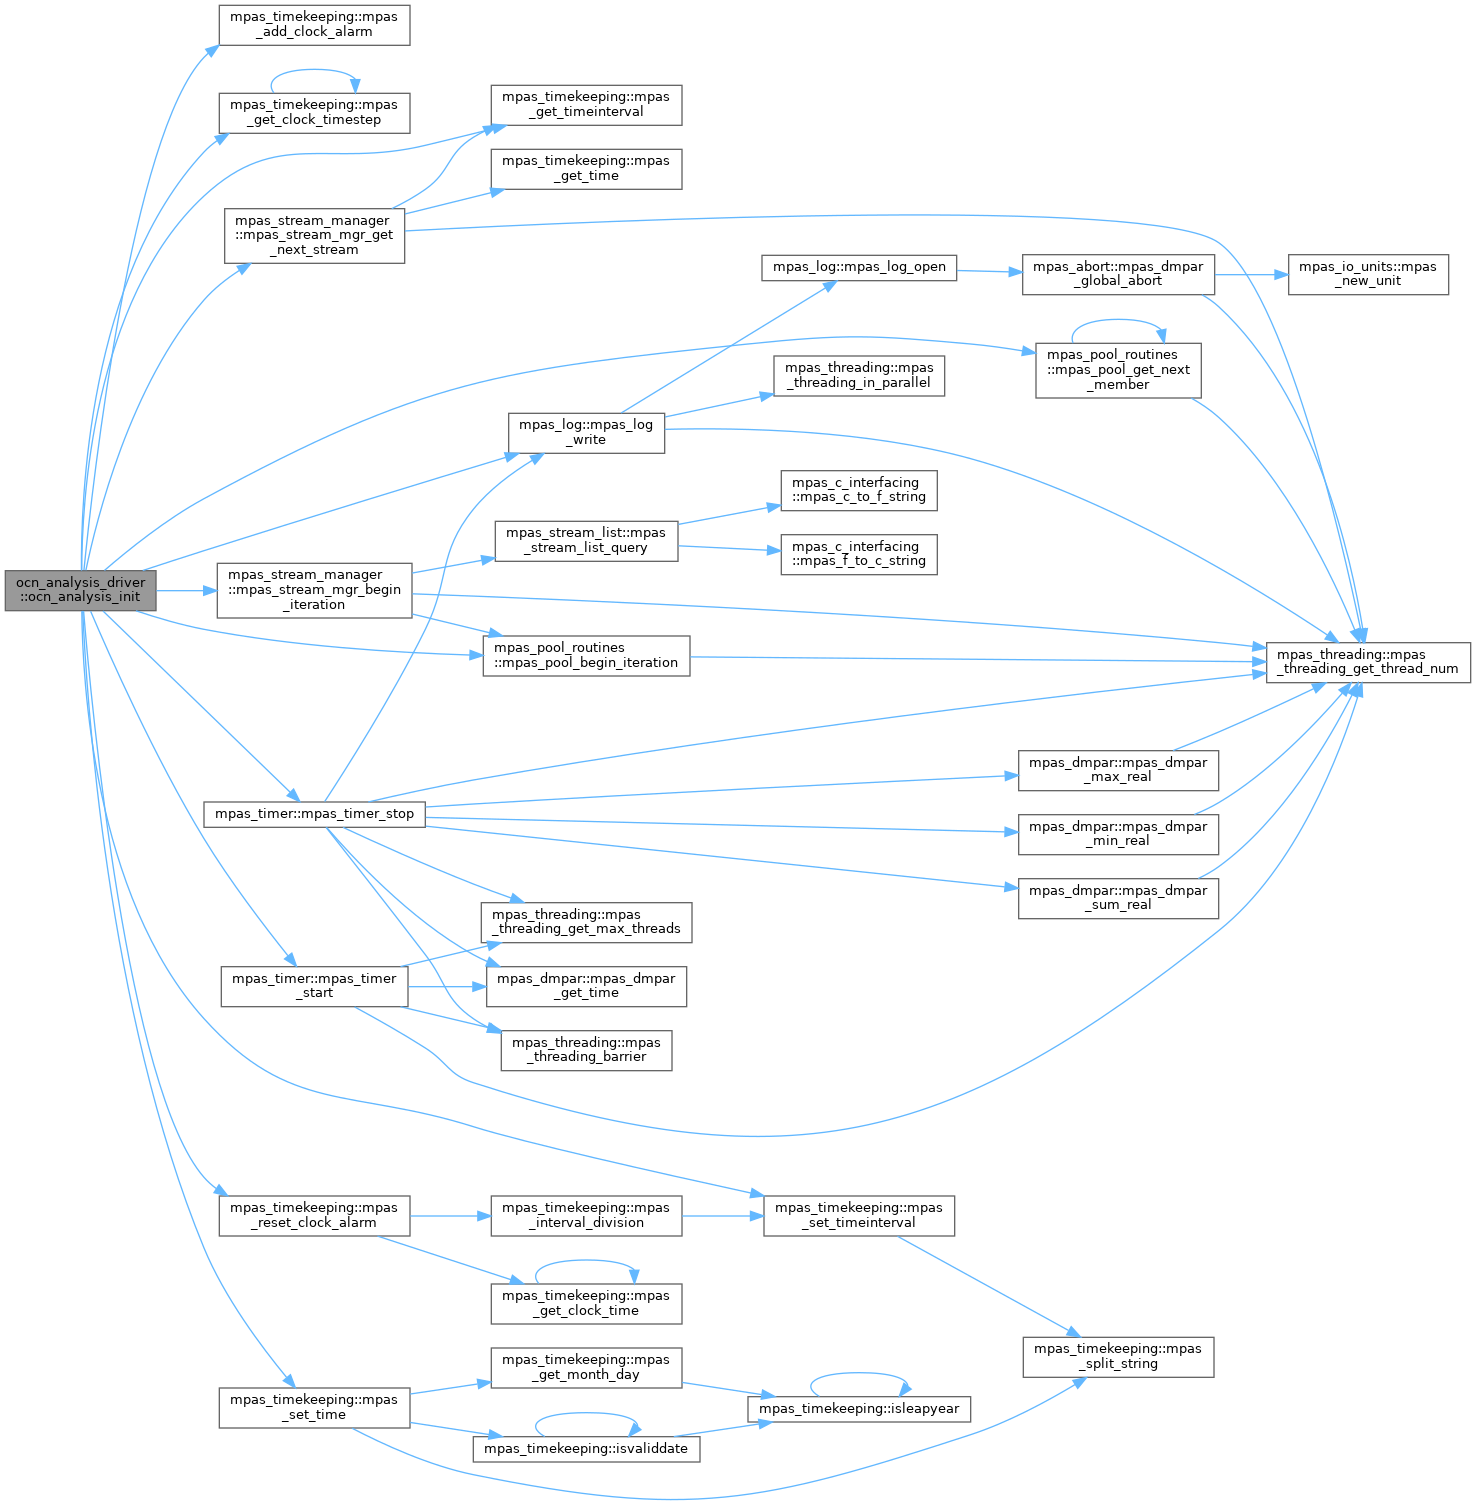 mpas_timekeeping::mpas
_add_clock_alarm
mpas_timekeeping::mpas
_get_clock_timestep
mpas_timekeeping::mpas
_get_timeinterval
mpas_timekeeping::mpas
_get_time
mpas_stream_manager
::mpas_stream_mgr_get
_next_stream
mpas_log::mpas_log_open
mpas_abort::mpas_dmpar
_global_abort
mpas_io_units::mpas
_new_unit
mpas_pool_routines
::mpas_pool_get_next
_member
mpas_threading::mpas
_threading_in_parallel
mpas_log::mpas_log
_write
mpas_c_interfacing
::mpas_c_to_f_string
mpas_stream_list::mpas
_stream_list_query
mpas_c_interfacing
::mpas_f_to_c_string
ocn_analysis_driver
::ocn_analysis_init
mpas_stream_manager
::mpas_stream_mgr_begin
_iteration
mpas_pool_routines
::mpas_pool_begin_iteration
mpas_threading::mpas
_threading_get_thread_num
mpas_dmpar::mpas_dmpar
_max_real
mpas_timer::mpas_timer_stop
mpas_dmpar::mpas_dmpar
_min_real
mpas_dmpar::mpas_dmpar
_sum_real
mpas_threading::mpas
_threading_get_max_threads
mpas_timer::mpas_timer
_start
mpas_dmpar::mpas_dmpar
_get_time
mpas_threading::mpas
_threading_barrier
mpas_timekeeping::mpas
_reset_clock_alarm
mpas_timekeeping::mpas
_interval_division
mpas_timekeeping::mpas
_set_timeinterval
mpas_timekeeping::mpas
_get_clock_time
mpas_timekeeping::mpas
_split_string
mpas_timekeeping::mpas
_get_month_day
mpas_timekeeping::mpas
_set_time
mpas_timekeeping::isleapyear
mpas_timekeeping::isvaliddate